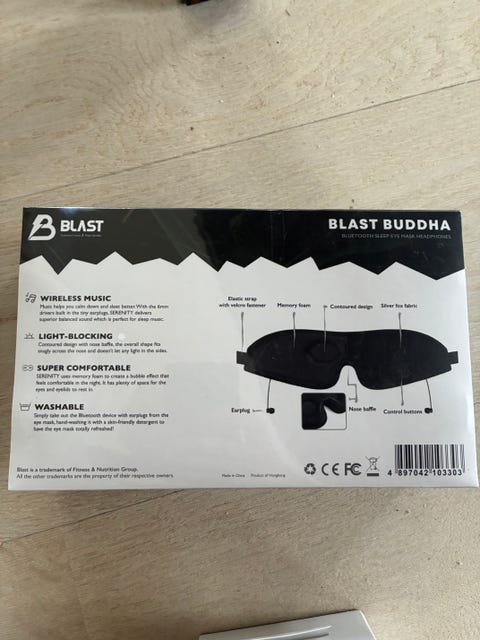 BLAST
BLAST BUDDHA
BLUETOOTH SLEEP EYE MASK HEADPHONES
WIRELESS MUSIC
Music helps you calm down and sleep better. With the 6mm
drivers built in the tiny earplugs, SERENITY delivers
superior balanced sound which is perfect for sleep music.
LIGHT-BLOCKING
Contoured design with nose baffle, the overall shape fits
snugly across the nose and doesn't let any light in the sides.
SUPER COMFORTABLE
SERENITY uses memory foam to create a bubble effect that
feels comfortable in the night. It has plenty of space for the
eyes and eyelids to rest in.
WASHABLE
Simply take out the Bluetooth device with earplugs from the
eye mask, hand-washing it with a skin-friendly detergent to
have the eye mask totally refreshed!
Elastic strap
with velcro fastener
Memory foam
Contoured design
Silver fox fabric
Earplug
Nose baffle
Control buttons
Blast is a trademark of Fitness & Nutrition Group.
All the other trademarks are the property of their respective owners.
Made in China
Product of Hongkong
CE FC
4 897042 103303